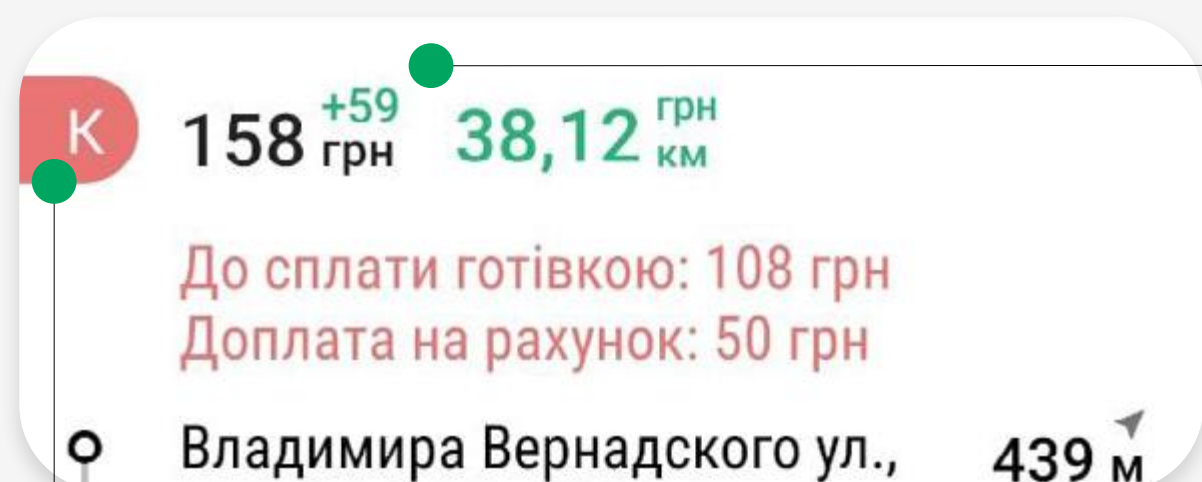 К 158 +59 грн 38,12 грн км
До сплати готівкою: 108 грн
Доплата на рахунок: 50 грн
Владимира Вернадского ул., 439 м